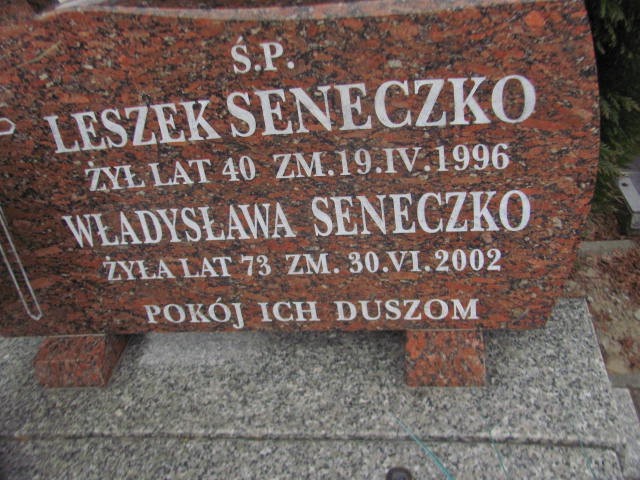 Ś.P.
LESZEK SENECZKO
ŻYŁ LAT 40 ZM.19.IV.1996
WŁADYSŁAWA SENECZKO
ŻYŁA LAT 73 ZM. 30.VI.2002
POKÓJ ICH DUSZOM